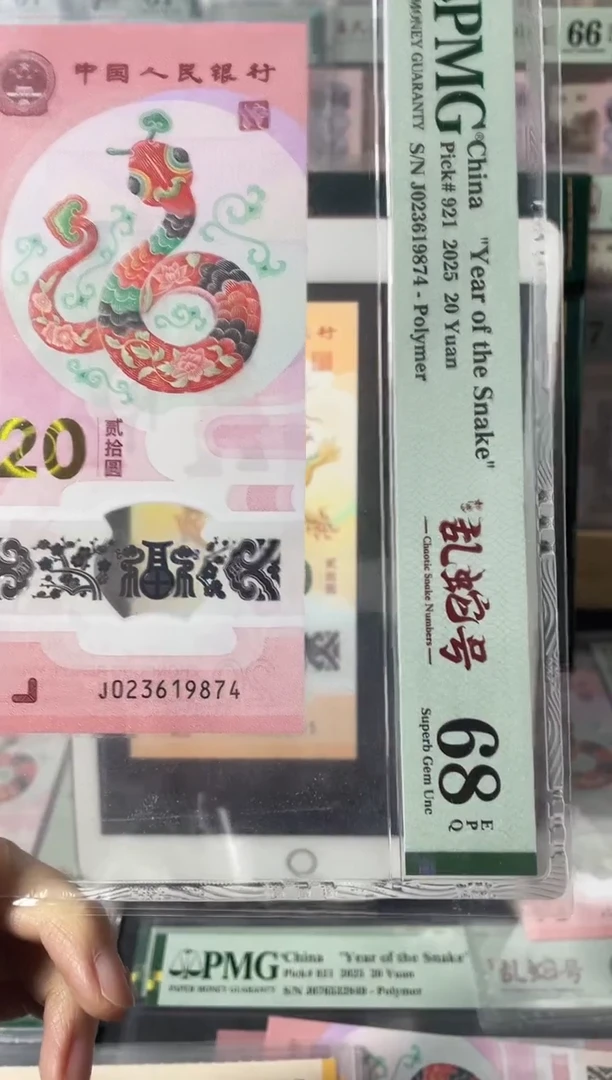 中国人民银行
20
贰拾圆
J023619874
PMG
MONEY GUARANTY
China "Year of the Snake"
Pick# 921 2025 20 Yuan
S/N J023619874 - Polymer
乱蛇号
Chaotic Snake Numbers
68
EPQ
Superb Gem Unc
66
PMG
PAPER MONEY GUARANTY
China "Year of the Snake"
Pick# 921 2025 20 Yuan
Polymer
乱蛇号